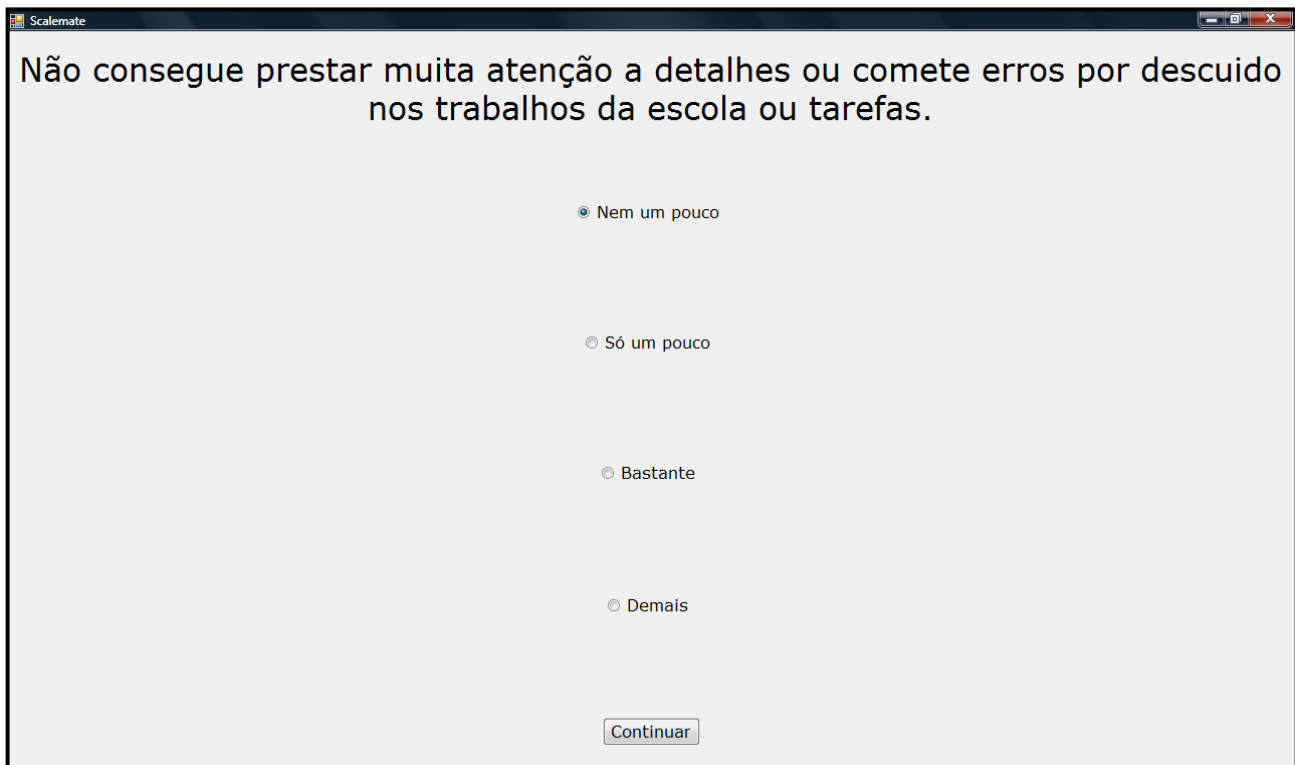 Scalemate
Não consegue prestar muita atenção a detalhes ou comete erros por descuido
nos trabalhos da escola ou tarefas.
Nem um pouco
Só um pouco
Bastante
Demais
Continuar